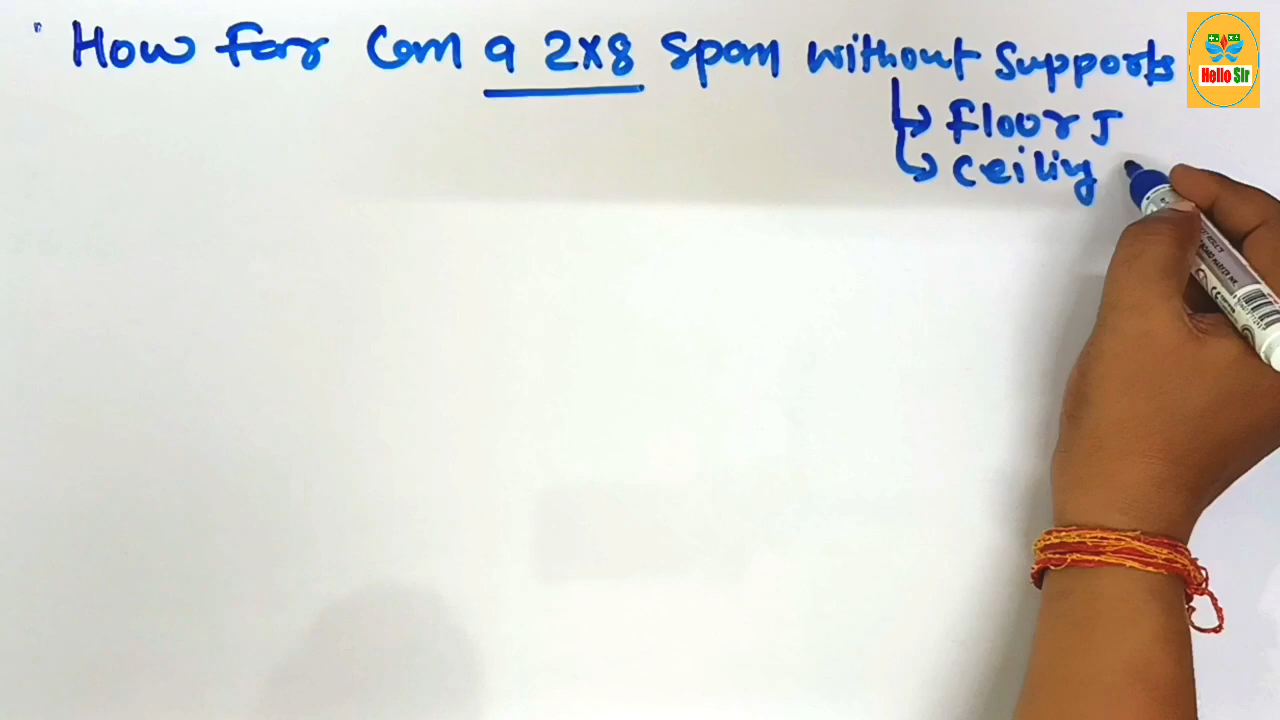 How far can a 2x8 span without supports
Hello Sir
floor J
Ceiling